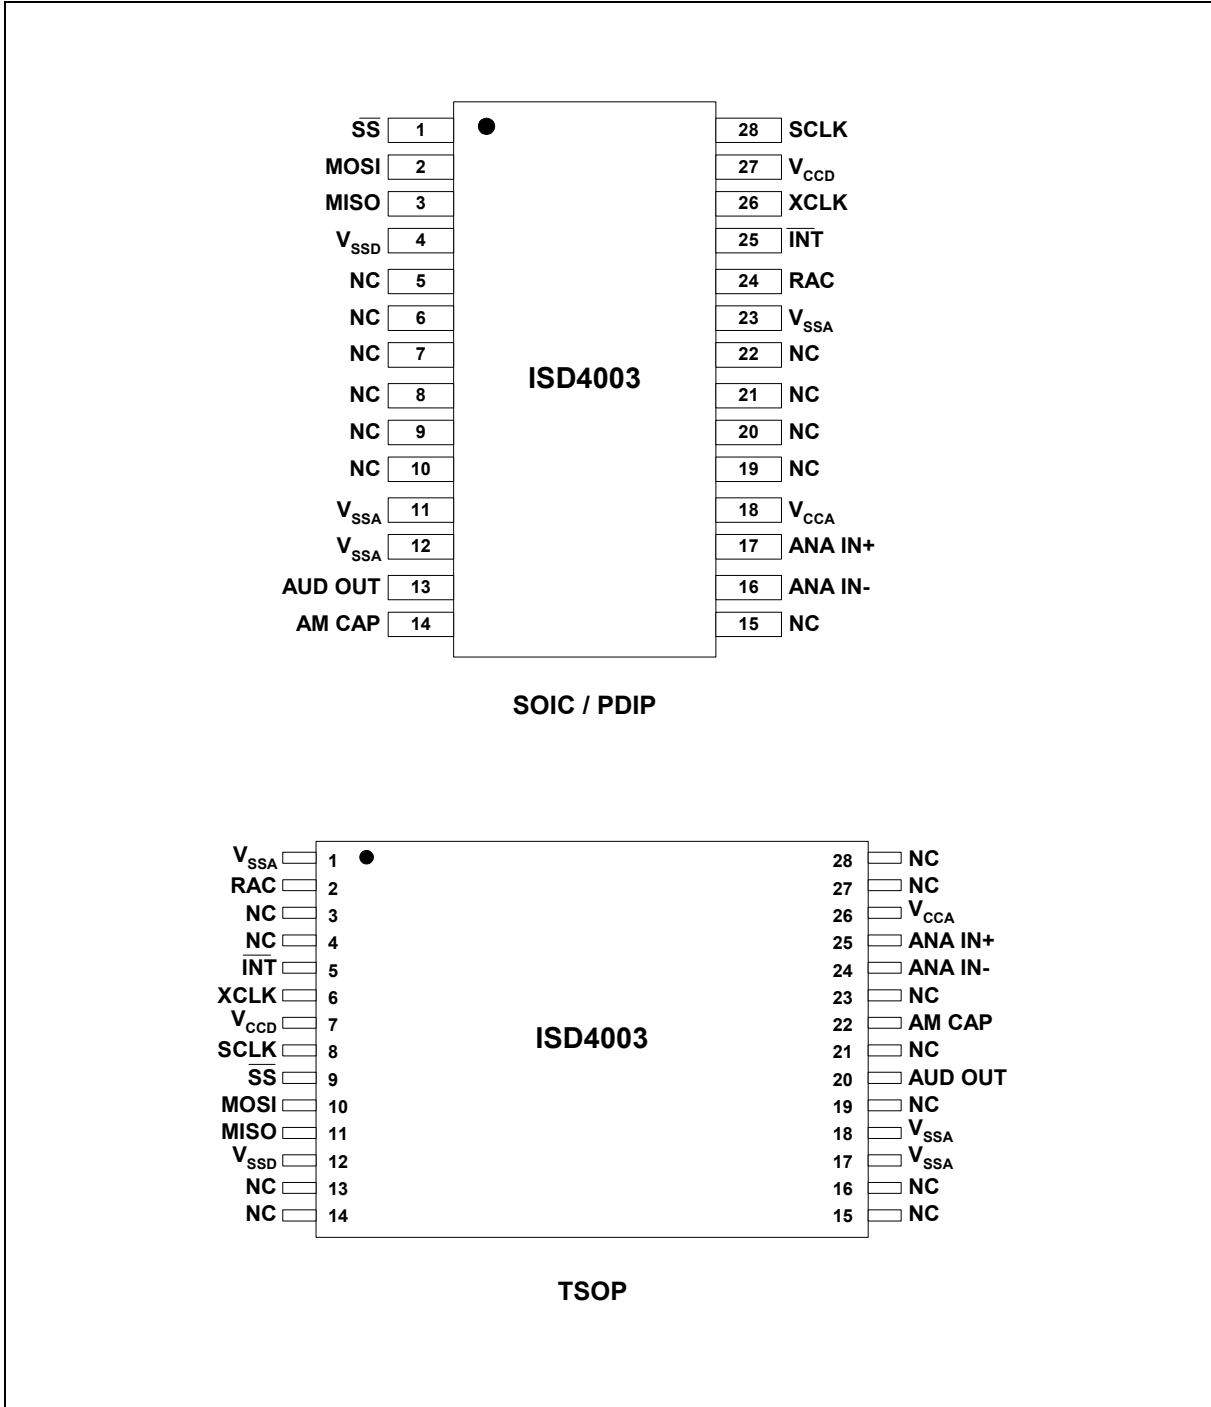 S̅S̅ 1 28 SCLK
MOSI 2 27 VCCD
MISO 3 26 XCLK
VSSD 4 25 I̅N̅T̅
NC 5 24 RAC
NC 6 23 VSSA
NC 7 22 NC
ISD4003
NC 8 21 NC
NC 9 20 NC
NC 10 19 NC
VSSA 11 18 VCCA
VSSA 12 17 ANA IN+
AUD OUT 13 16 ANA IN-
AM CAP 14 15 NC
SOIC / PDIP
VSSA 1 28 NC
RAC 2 27 NC
NC 3 26 VCCA
NC 4 25 ANA IN+
I̅N̅T̅ 5 24 ANA IN-
XCLK 6 23 NC
VCCD 7 22 AM CAP
ISD4003
SCLK 8 21 NC
S̅S̅ 9 20 AUD OUT
MOSI 10 19 NC
MISO 11 18 VSSA
VSSD 12 17 VSSA
NC 13 16 NC
NC 14 15 NC
TSOP